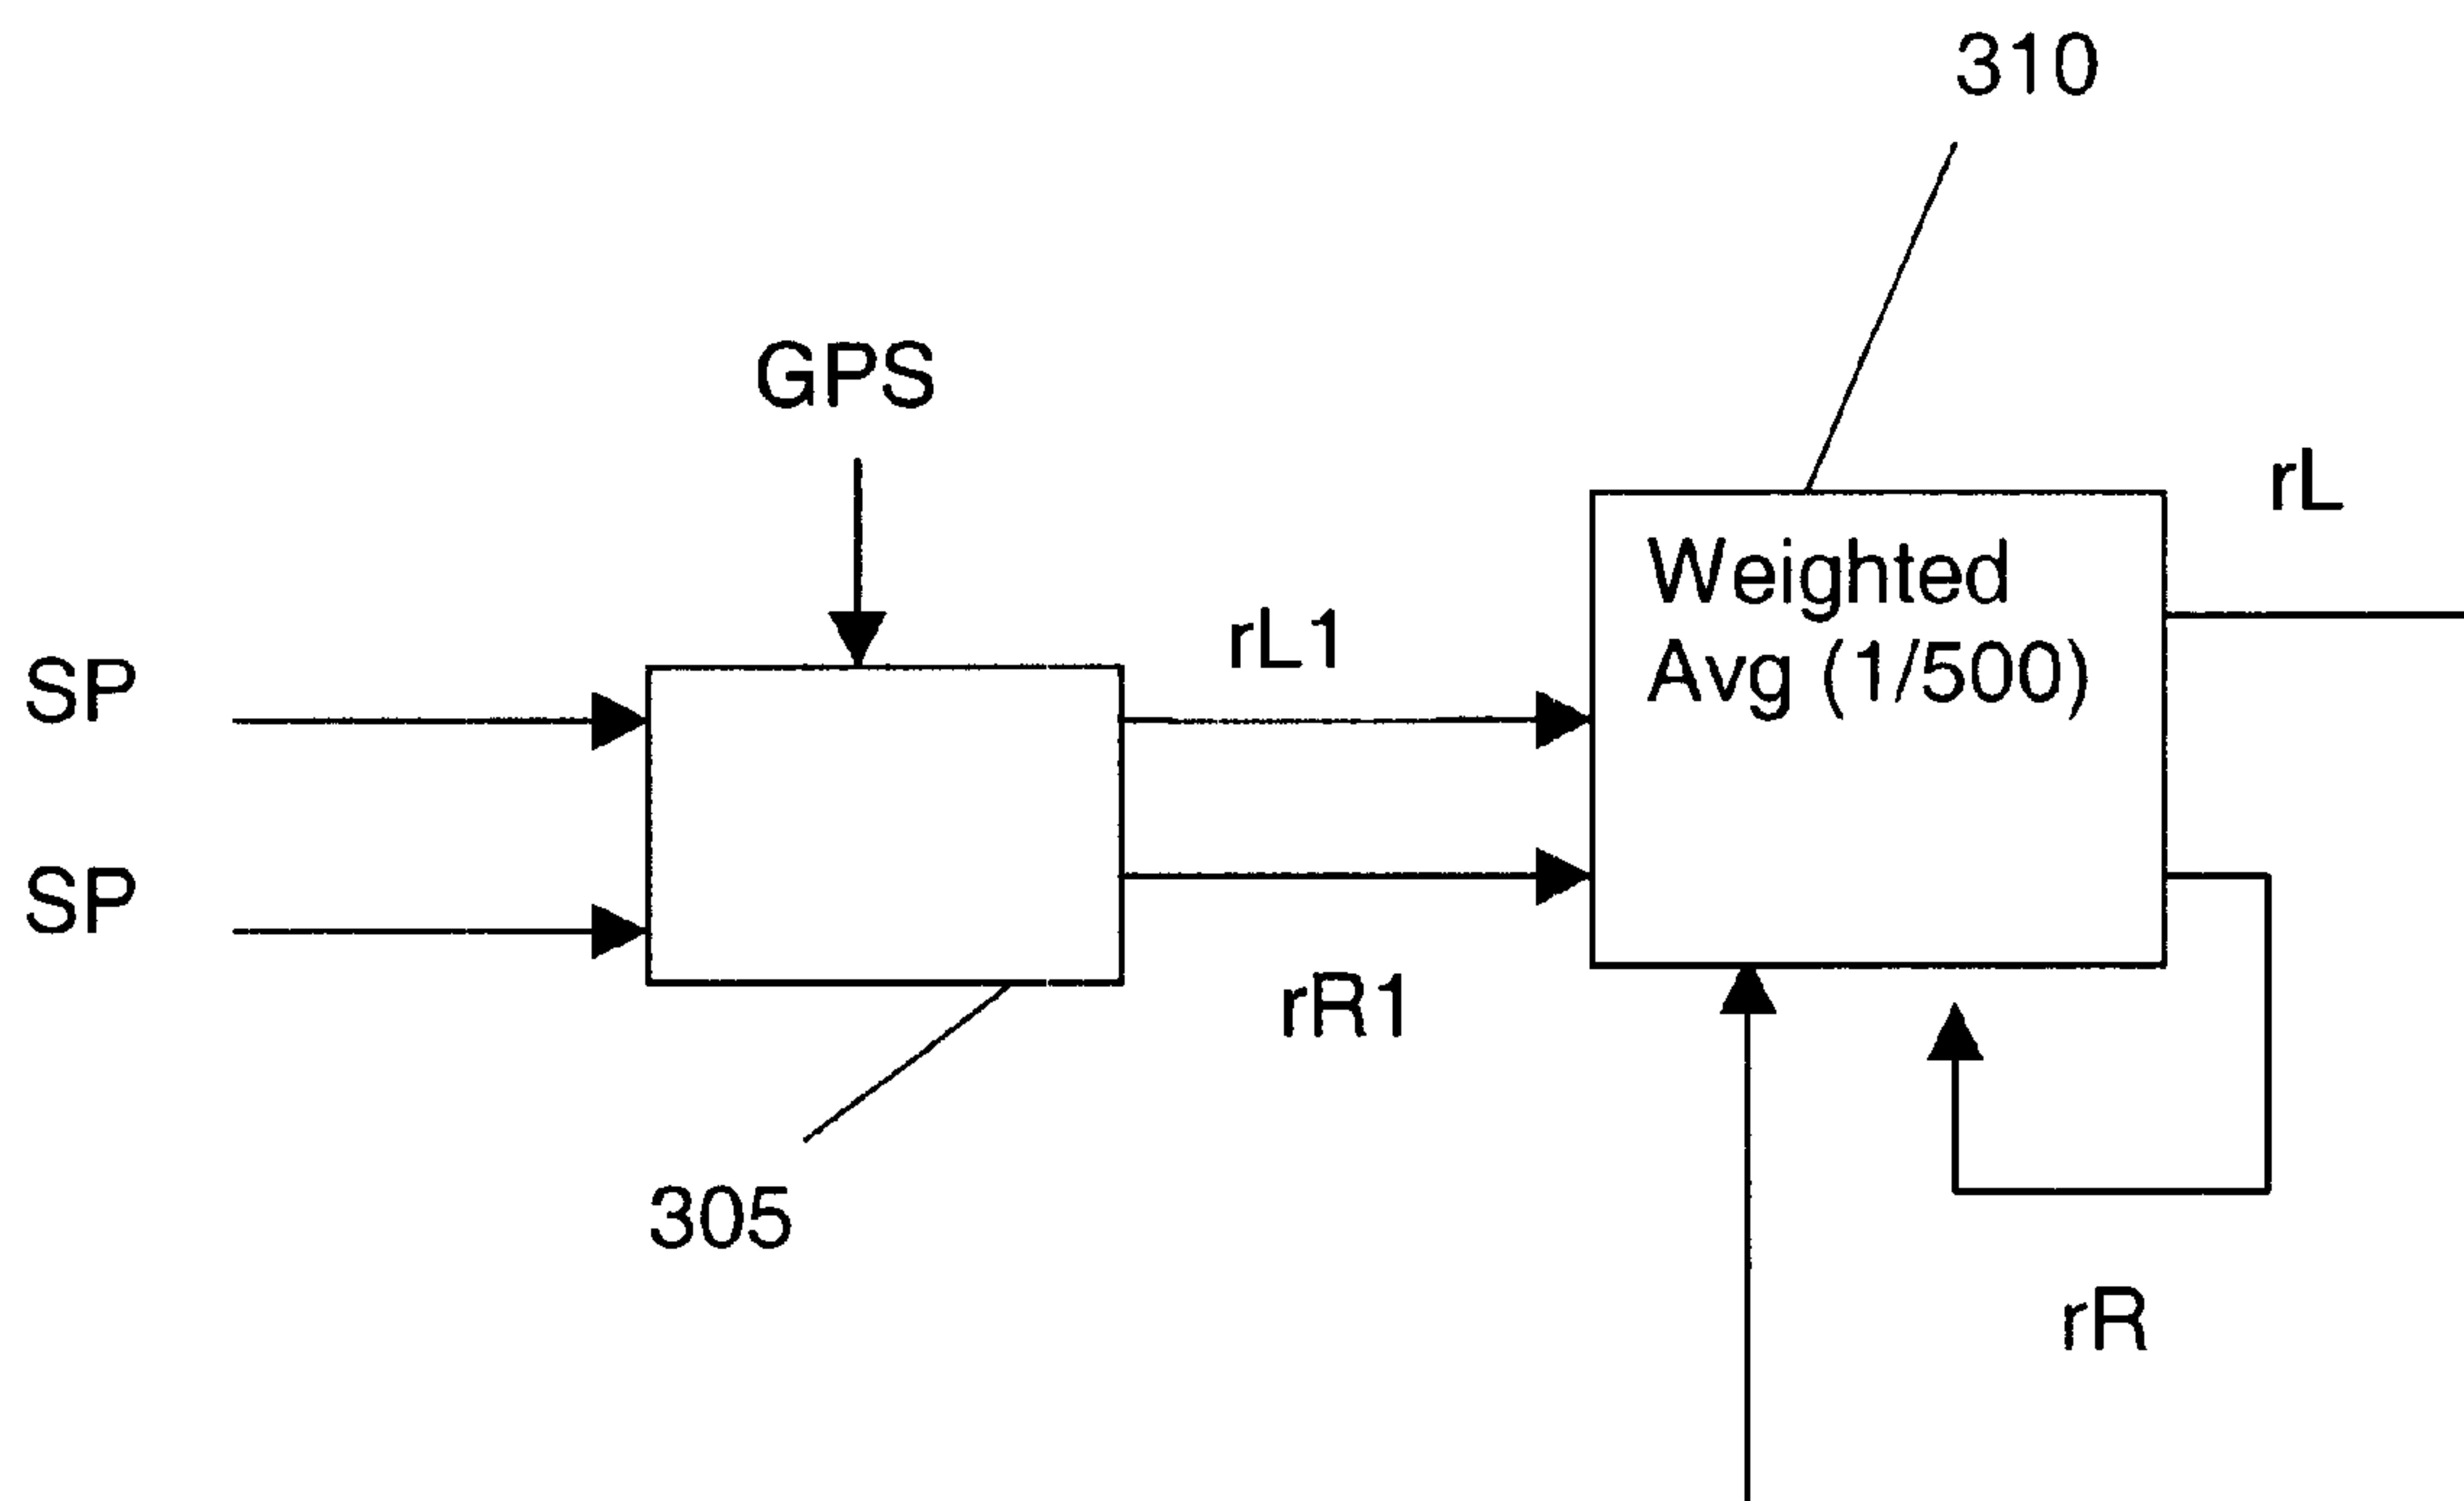 310
GPS
rL
Weighted
Avg (1/500)
rL1
SP
SP
rR1
305
rR